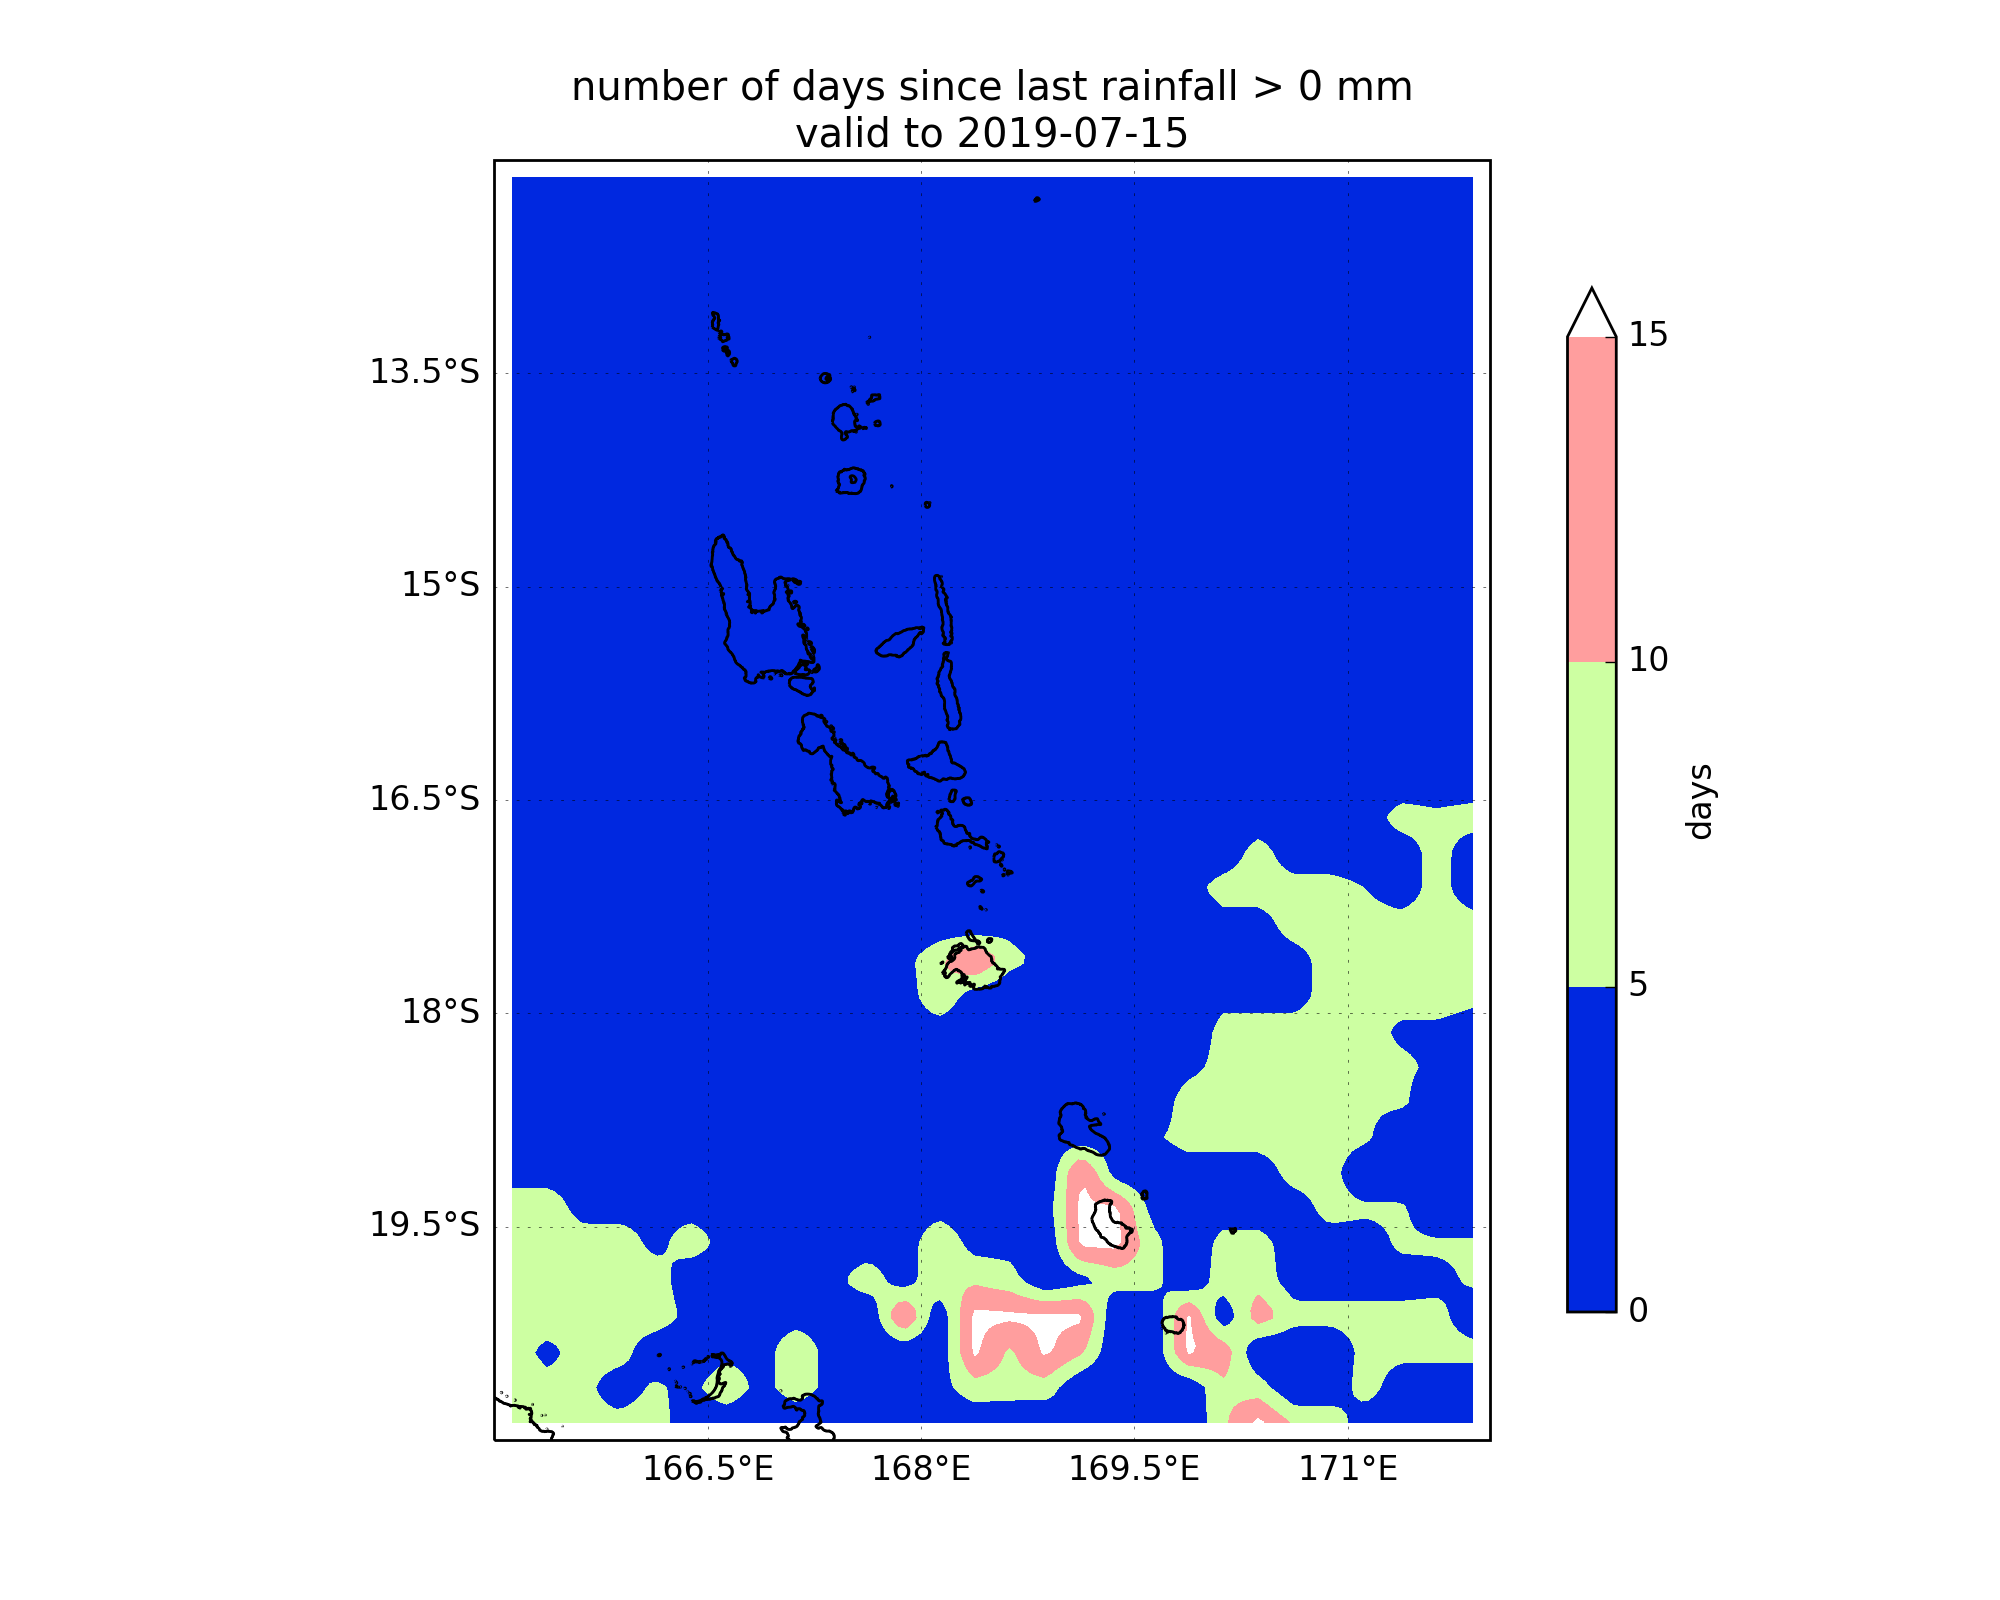 number of days since last rainfall > 0 mm
valid to 2019-07-15
13.5°S
15°S
16.5°S
18°S
19.5°S
166.5°E
168°E
169.5°E
171°E
15
10
5
0
days